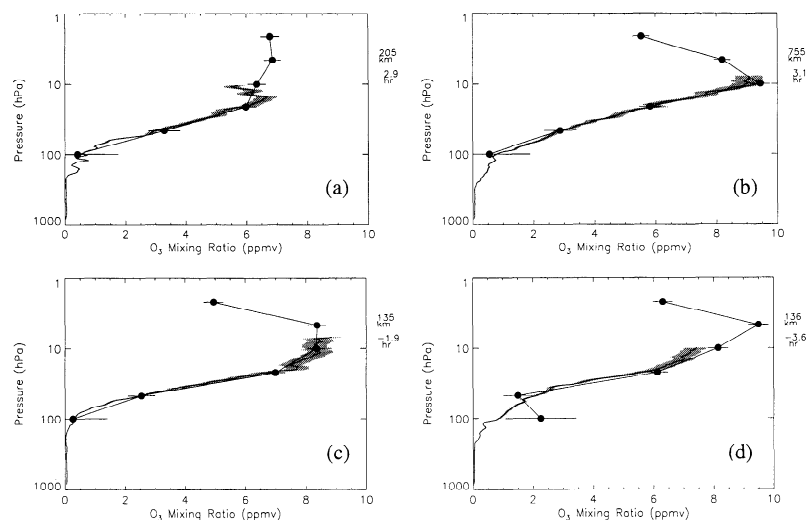 1
10
100
1000
Pressure (hPa)
0 2 4 6 8 10
O3 Mixing Ratio (ppmv)
205
km
2.9
hr
(a)
1
10
100
1000
Pressure (hPa)
0 2 4 6 8 10
O3 Mixing Ratio (ppmv)
755
km
3.1
hr
(b)
1
10
100
1000
Pressure (hPa)
0 2 4 6 8 10
O3 Mixing Ratio (ppmv)
135
km
-1.9
hr
(c)
1
10
100
1000
Pressure (hPa)
0 2 4 6 8 10
O3 Mixing Ratio (ppmv)
136
km
-3.6
hr
(d)